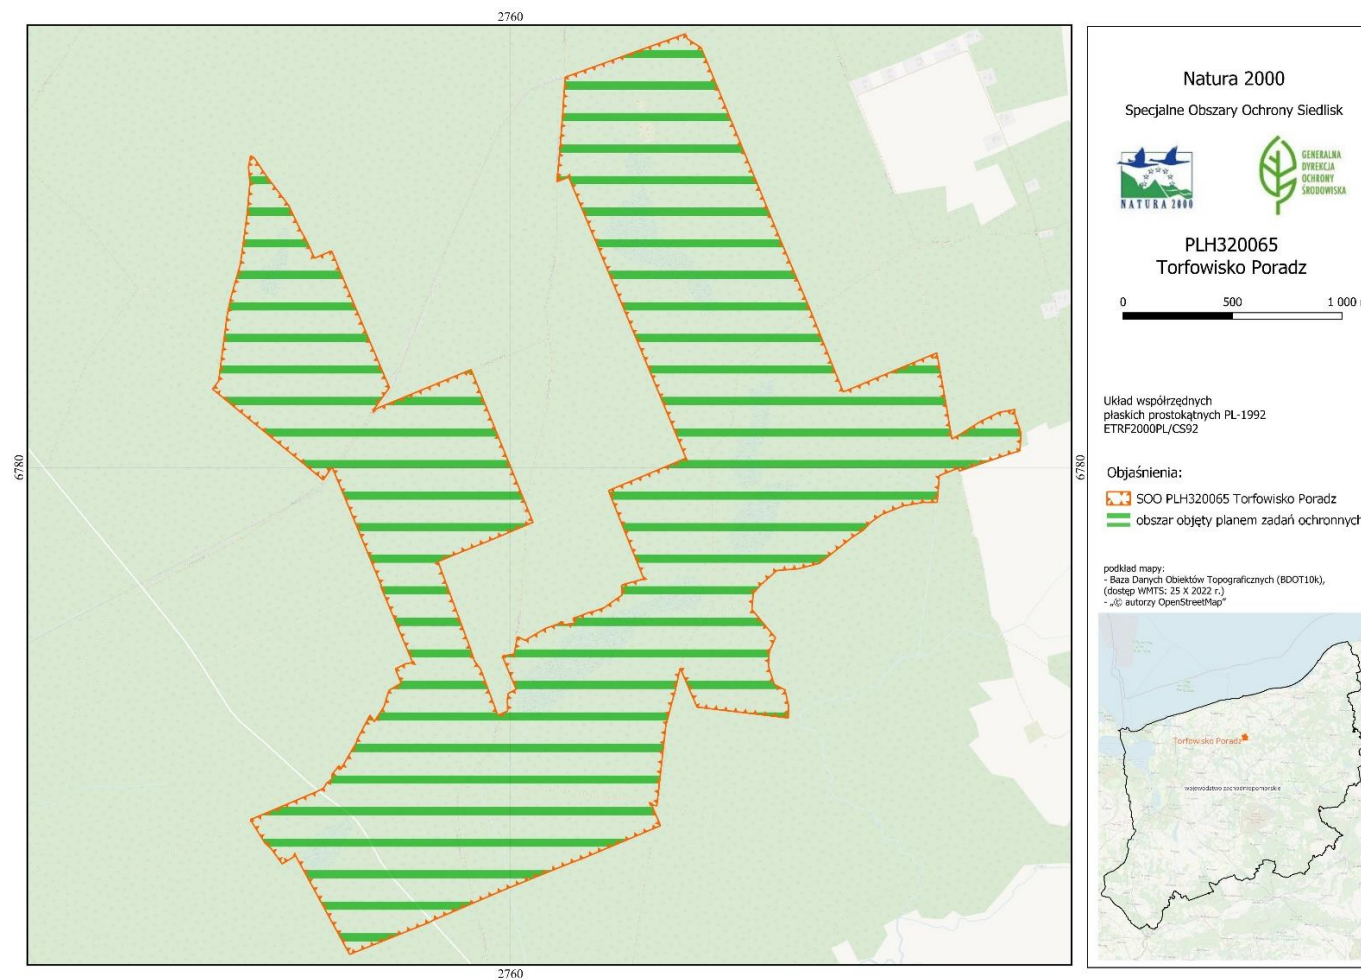 2760
Natura 2000
Specjalne Obszary Ochrony Siedlisk
NATURA 2000
GENERALNA
DYREKCJA
OCHRONY
ŚRODOWISKA
PLH320065
Torfowisko Poradz
0 500 1 000
Układ współrzędnych
płaskich prostokątnych PL-1992
ETRF2000PL/CS92
6780
6780
Objaśnienia:
SOO PLH320065 Torfowisko Poradz
obszar objęty planem zadań ochronnych
podkład mapy:
- Baza Danych Obiektów Topograficznych (BDOT10k),
(dostęp WMTS: 25 X 2022 r.)
- „© autorzy OpenStreetMap”
Torfowisko Poradz
województwo zachodniopomorskie
2760